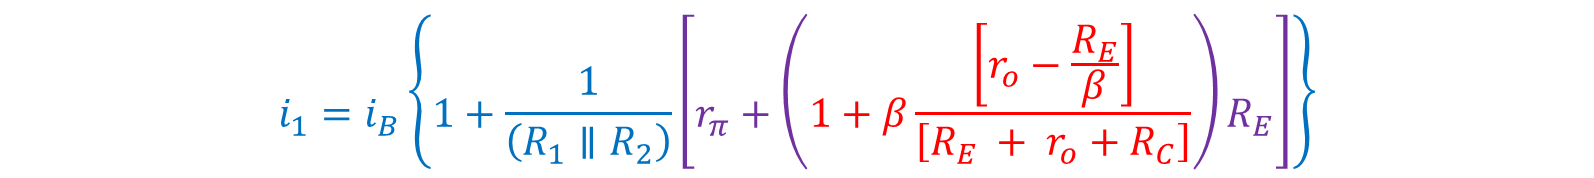 i₁ = i_B {1 + 1/(R₁ ∥ R₂) [r_π + (1 + β [r_o − R_E/β]/[R_E + r_o + R_C]) R_E]}